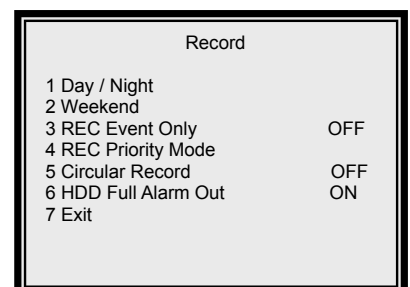 Record
1 Day / Night
2 Weekend
3 REC Event Only OFF
4 REC Priority Mode
5 Circular Record OFF
6 HDD Full Alarm Out ON
7 Exit